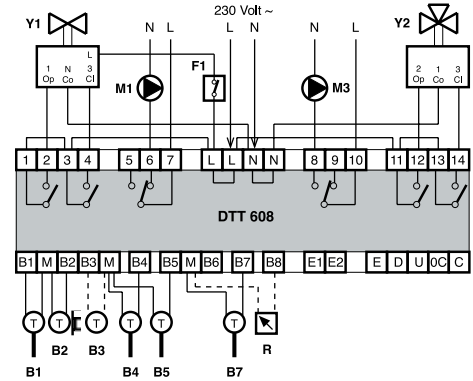 230 Volt ~
Y1 N L L N N L Y2
L
1 N 3
Op Co Cl
F1
M1
M3
2 1 3
Op Co Cl
1 2 3 4 5 6 7 L L N N 8 9 10 11 12 13 14
DTT 608
B1 M B2 B3 M B4 B5 M B6 B7 B8 E1 E2 E D U 0C C
T T T T T T
B1 B2 B3 B4 B5 B7 R